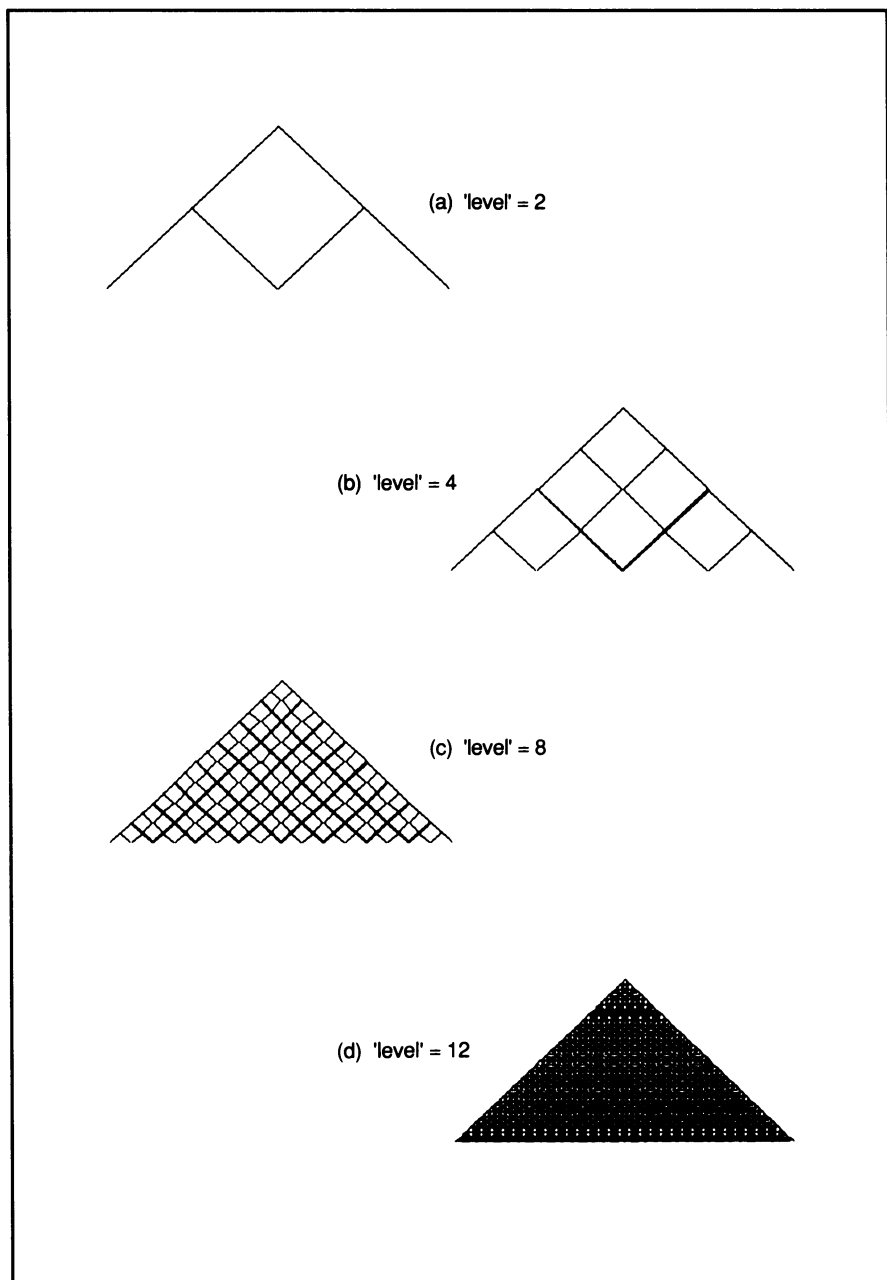 (a) 'level' = 2
(b) 'level' = 4
(c) 'level' = 8
(d) 'level' = 12